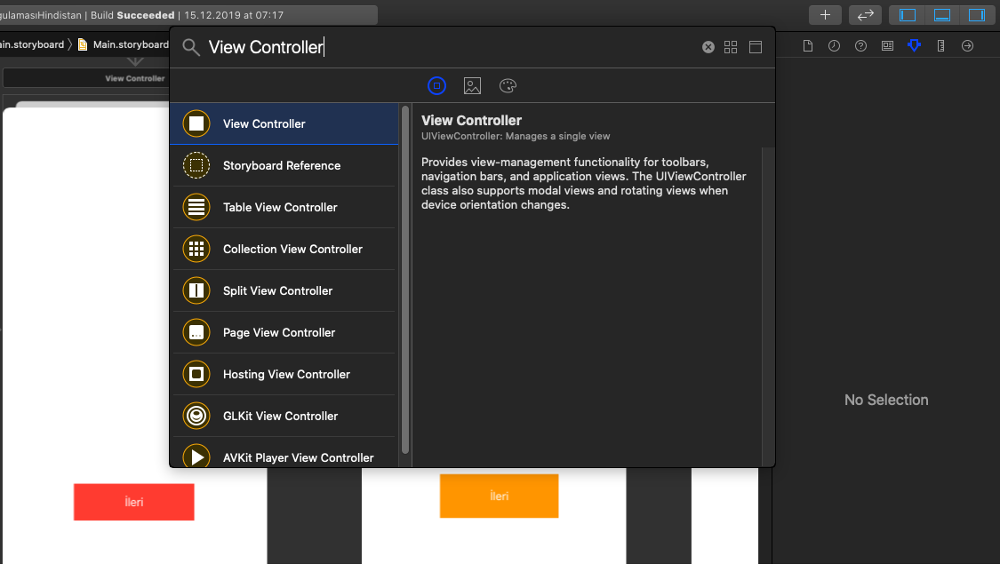 gulamasıHindistan | Build Succeeded | 15.12.2019 at 07:17
ain.storyboard
Main.storyboard
View Controller
View Controller
View Controller
Storyboard Reference
Table View Controller
Collection View Controller
Split View Controller
Page View Controller
Hosting View Controller
GLKit View Controller
AVKit Player View Controller
View Controller
UIViewController: Manages a single view
Provides view-management functionality for toolbars,
navigation bars, and application views. The UIViewController
class also supports modal views and rotating views when
device orientation changes.
No Selection
İleri
İleri